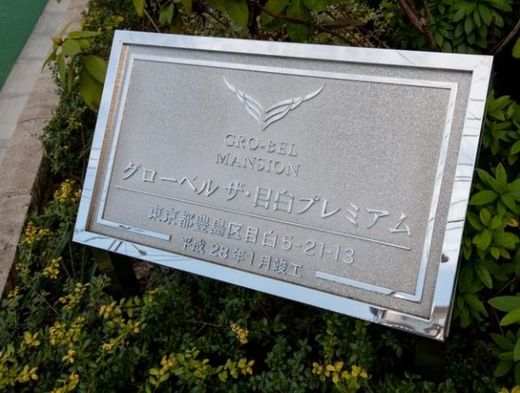 GRO-BEL
MANSION
グローベル ザ・目白プレミアム
東京都豊島区目白5-21-13
平成28年1月竣工